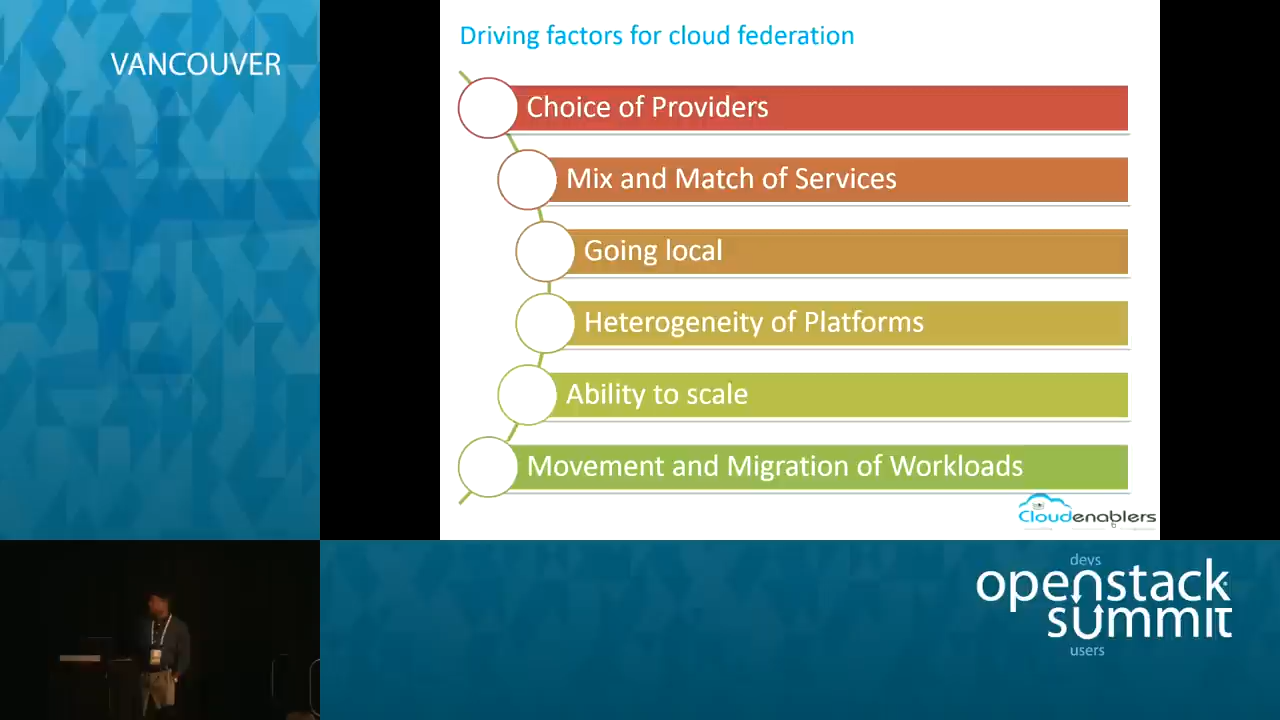 VANCOUVER
Driving factors for cloud federation
Choice of Providers
Mix and Match of Services
Going local
Heterogeneity of Platforms
Ability to scale
Movement and Migration of Workloads
Cloudenablers
devs
openstack
summit
users